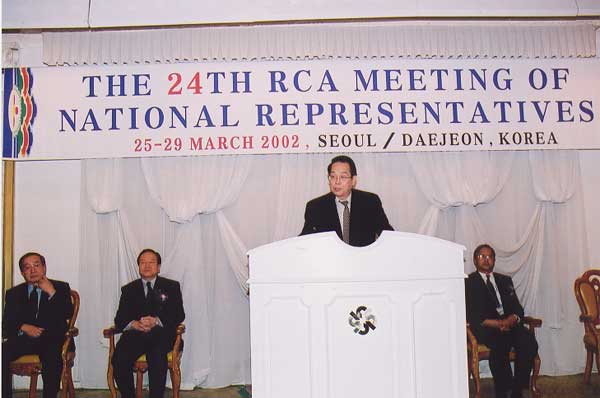 THE 24TH RCA MEETING OF
NATIONAL REPRESENTATIVES
25-29 MARCH 2002, SEOUL / DAEJEON, KOREA